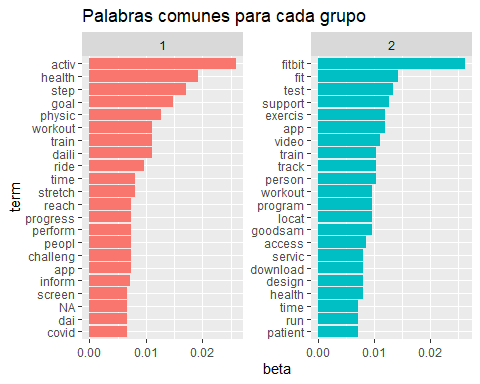 Palabras comunes para cada grupo
1
2
activ
health
step
goal
physic
workout
train
daili
ride
time
stretch
reach
progress
perform
peopl
challeng
app
inform
screen
NA
dai
covid
fitbit
fit
test
support
exercis
app
video
train
track
person
workout
program
locat
goodsam
access
servic
download
design
health
time
run
patient
term
0.00 0.01 0.02
0.00 0.01 0.02
beta